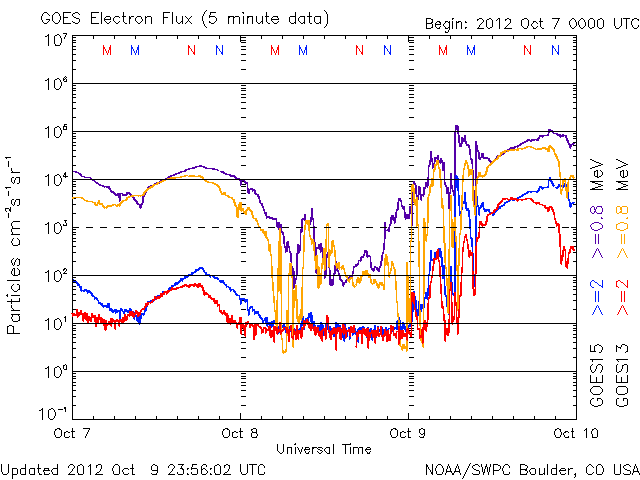 GOES Electron Flux (5 minute data)
Begin: 2012 Oct 7 0000 UTC
10⁷
M M N N M M N N M M N N
10⁶
10⁵
10⁴
10³
10²
10¹
10⁰
10⁻¹
Particles cm⁻²s⁻¹sr⁻¹
Oct 7 Oct 8 Oct 9 Oct 10
Universal Time
GOES15 >=2 >=0.8 MeV
GOES13 >=2 >=0.8 MeV
Updated 2012 Oct 9 23:56:02 UTC
NOAA/SWPC Boulder, CO USA